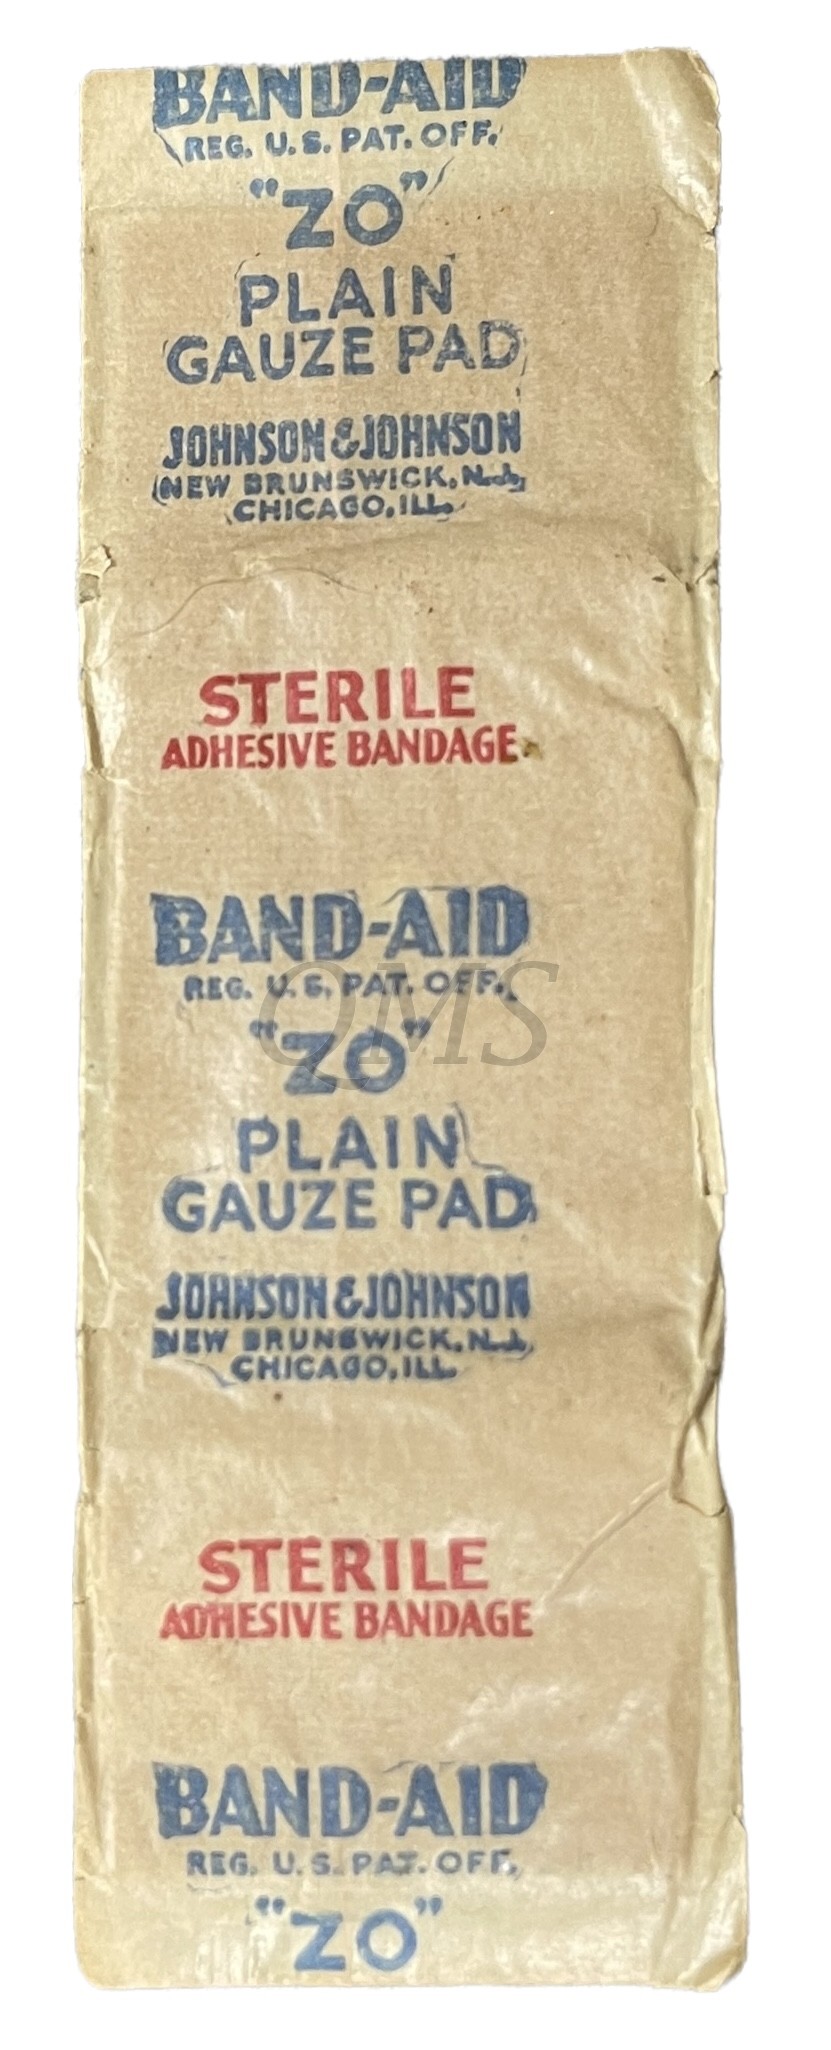 BAND-AID
REG. U.S. PAT. OFF.
"ZO"
PLAIN
GAUZE PAD
JOHNSON & JOHNSON
NEW BRUNSWICK, N.J.
CHICAGO, ILL.
STERILE
ADHESIVE BANDAGE
BAND-AID
REG. U.S. PAT. OFF.
QMS
"ZO"
PLAIN
GAUZE PAD
JOHNSON & JOHNSON
NEW BRUNSWICK, N.J.
CHICAGO, ILL.
STERILE
ADHESIVE BANDAGE
BAND-AID
REG. U.S. PAT. OFF.
"ZO"